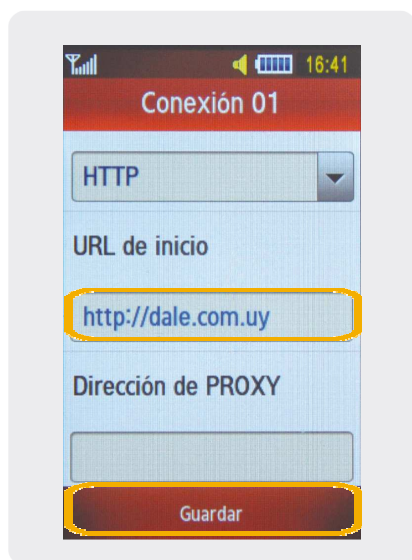 16:41
Conexión 01
HTTP
URL de inicio
http://dale.com.uy
Dirección de PROXY
Guardar